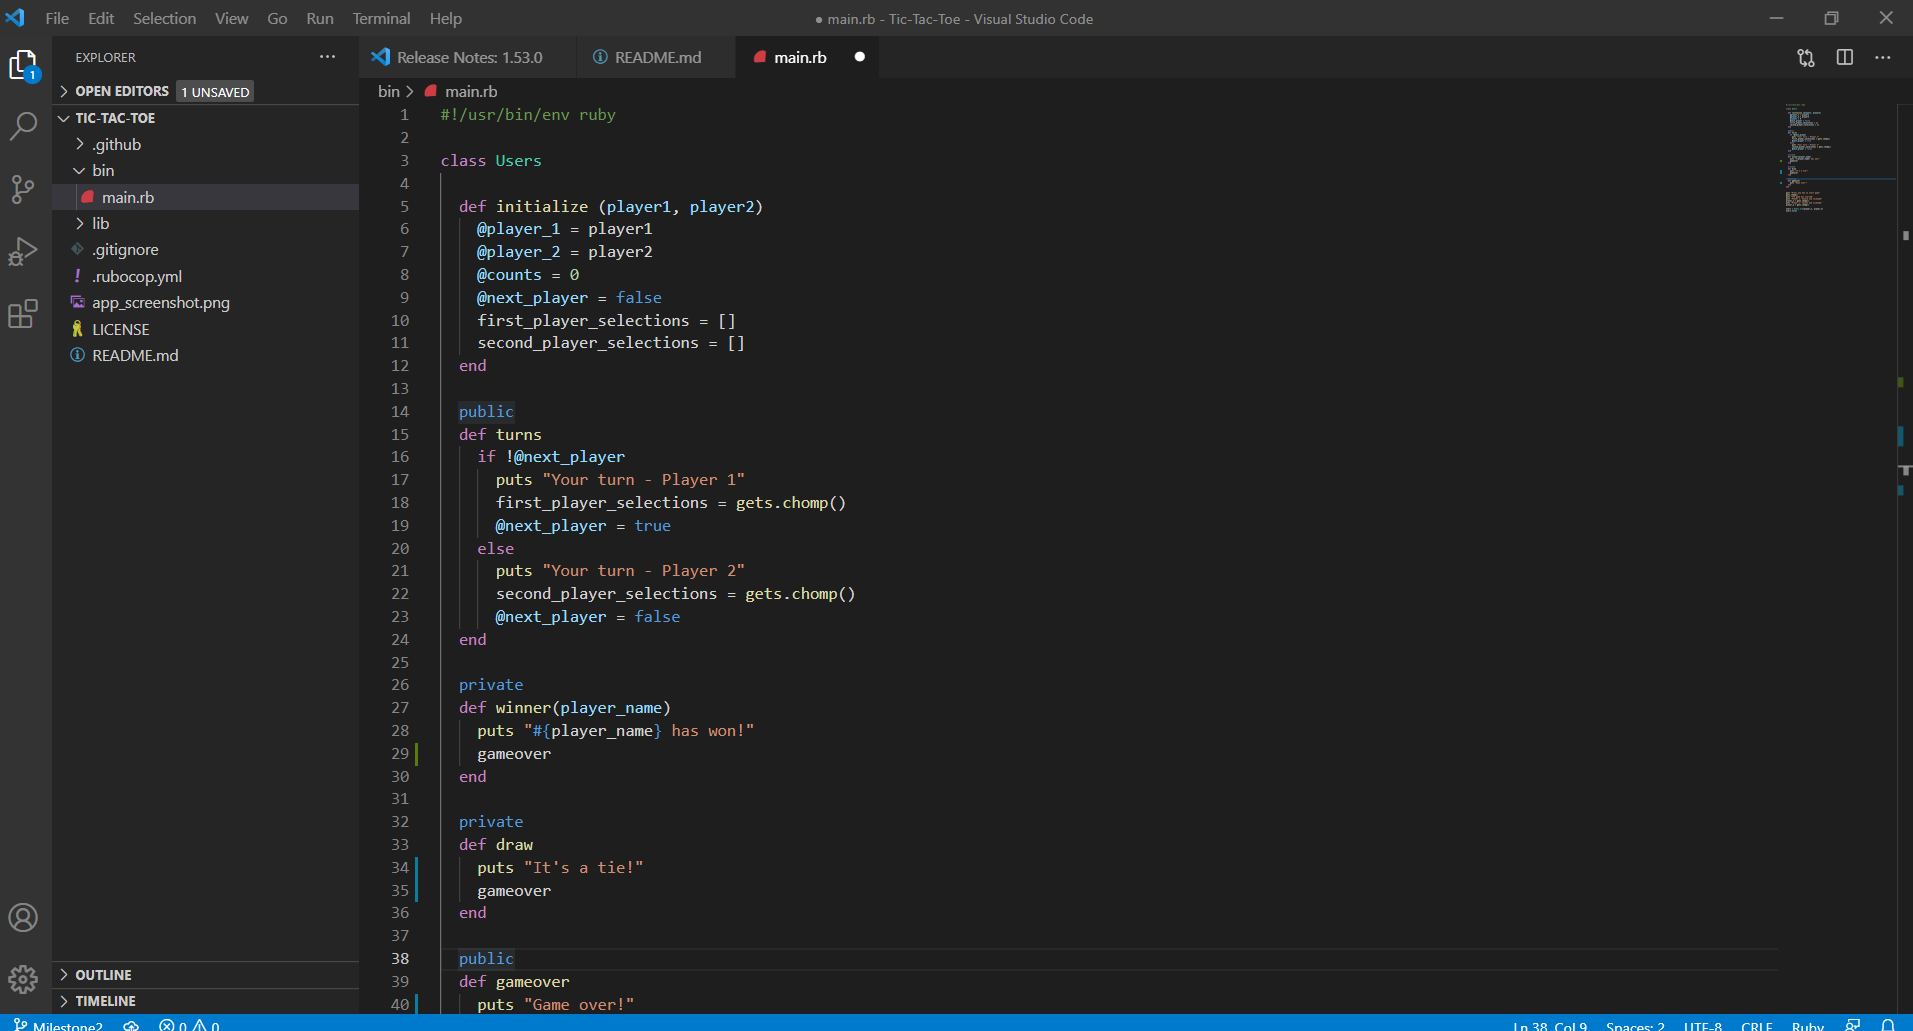 File Edit Selection View Go Run Terminal Help
● main.rb - Tic-Tac-Toe - Visual Studio Code
EXPLORER
Release Notes: 1.53.0
README.md
main.rb
1
OPEN EDITORS 1 UNSAVED
TIC-TAC-TOE
.github
bin
main.rb
lib
.gitignore
.rubocop.yml
app_screenshot.png
LICENSE
README.md
OUTLINE
TIMELINE
bin > main.rb
1 #!/usr/bin/env ruby
2
3 class Users
4
5 def initialize (player1, player2)
6 @player_1 = player1
7 @player_2 = player2
8 @counts = 0
9 @next_player = false
10 first_player_selections = []
11 second_player_selections = []
12 end
13
14 public
15 def turns
16 if !@next_player
17 puts "Your turn - Player 1"
18 first_player_selections = gets.chomp()
19 @next_player = true
20 else
21 puts "Your turn - Player 2"
22 second_player_selections = gets.chomp()
23 @next_player = false
24 end
25
26 private
27 def winner(player_name)
28 puts "#{player_name} has won!"
29 gameover
30 end
31
32 private
33 def draw
34 puts "It's a tie!"
35 gameover
36 end
37
38 public
39 def gameover
40 puts "Game over!"
Milestone2 0 0
Ln 38, Col 9 Spaces: 2 UTF-8 CRLF Ruby